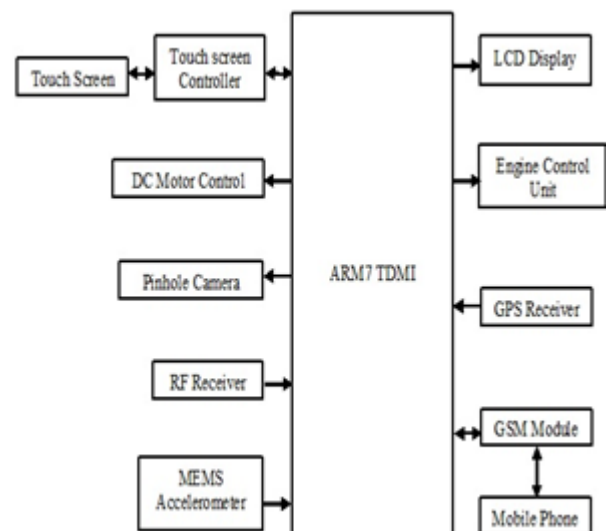 Touch Screen
Touch screen
Controller
DC Motor Control
Pinhole Camera
RF Receiver
MEMS
Accelerometer
ARM7 TDMI
LCD Display
Engine Control
Unit
GPS Receiver
GSM Module
Mobile Phone